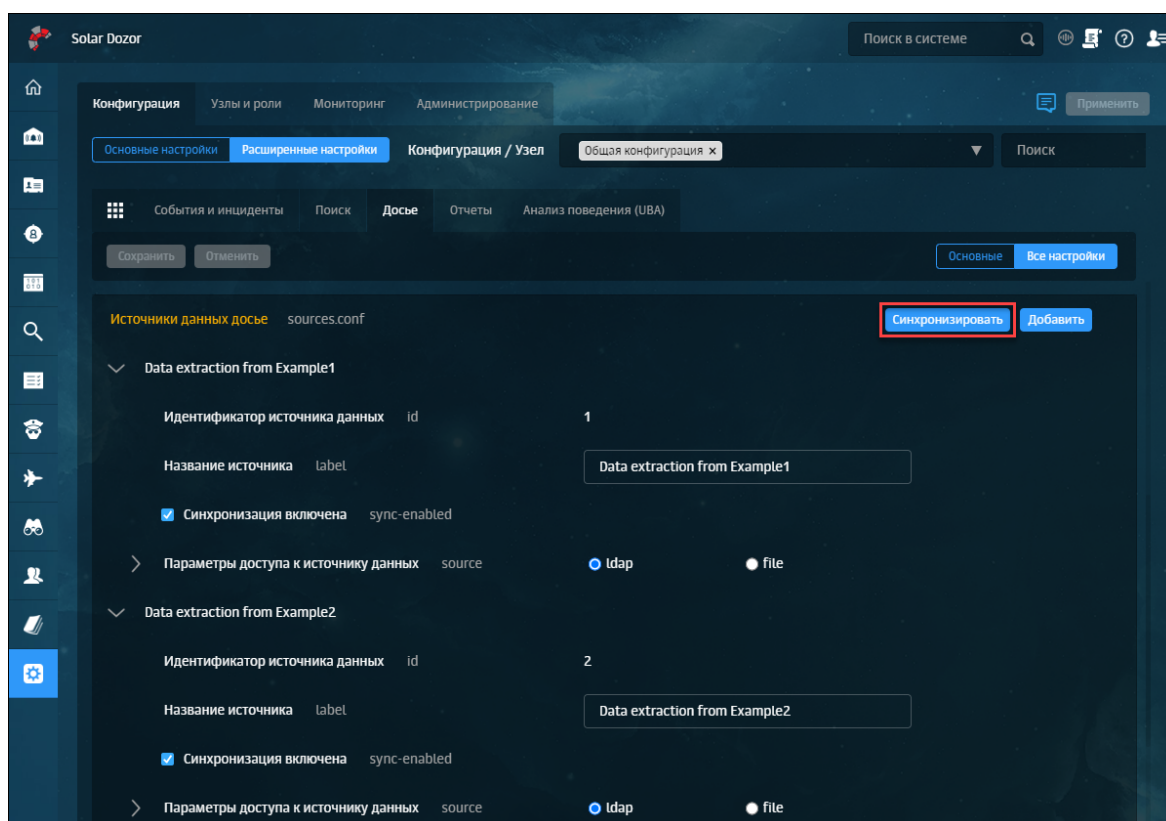 Solar Dozor
Поиск в системе
Конфигурация Узлы и роли Мониторинг Администрирование
Применить
Основные настройки Расширенные настройки Конфигурация / Узел Общая конфигурация × Поиск
События и инциденты Поиск Досье Отчеты Анализ поведения (UBA)
Сохранить Отменить Основные Все настройки
Источники данных досье sources.conf Синхронизировать Добавить
Data extraction from Example1
Идентификатор источника данных id 1
Название источника label Data extraction from Example1
Синхронизация включена sync-enabled
Параметры доступа к источнику данных source ldap file
Data extraction from Example2
Идентификатор источника данных id 2
Название источника label Data extraction from Example2
Синхронизация включена sync-enabled
Параметры доступа к источнику данных source ldap file